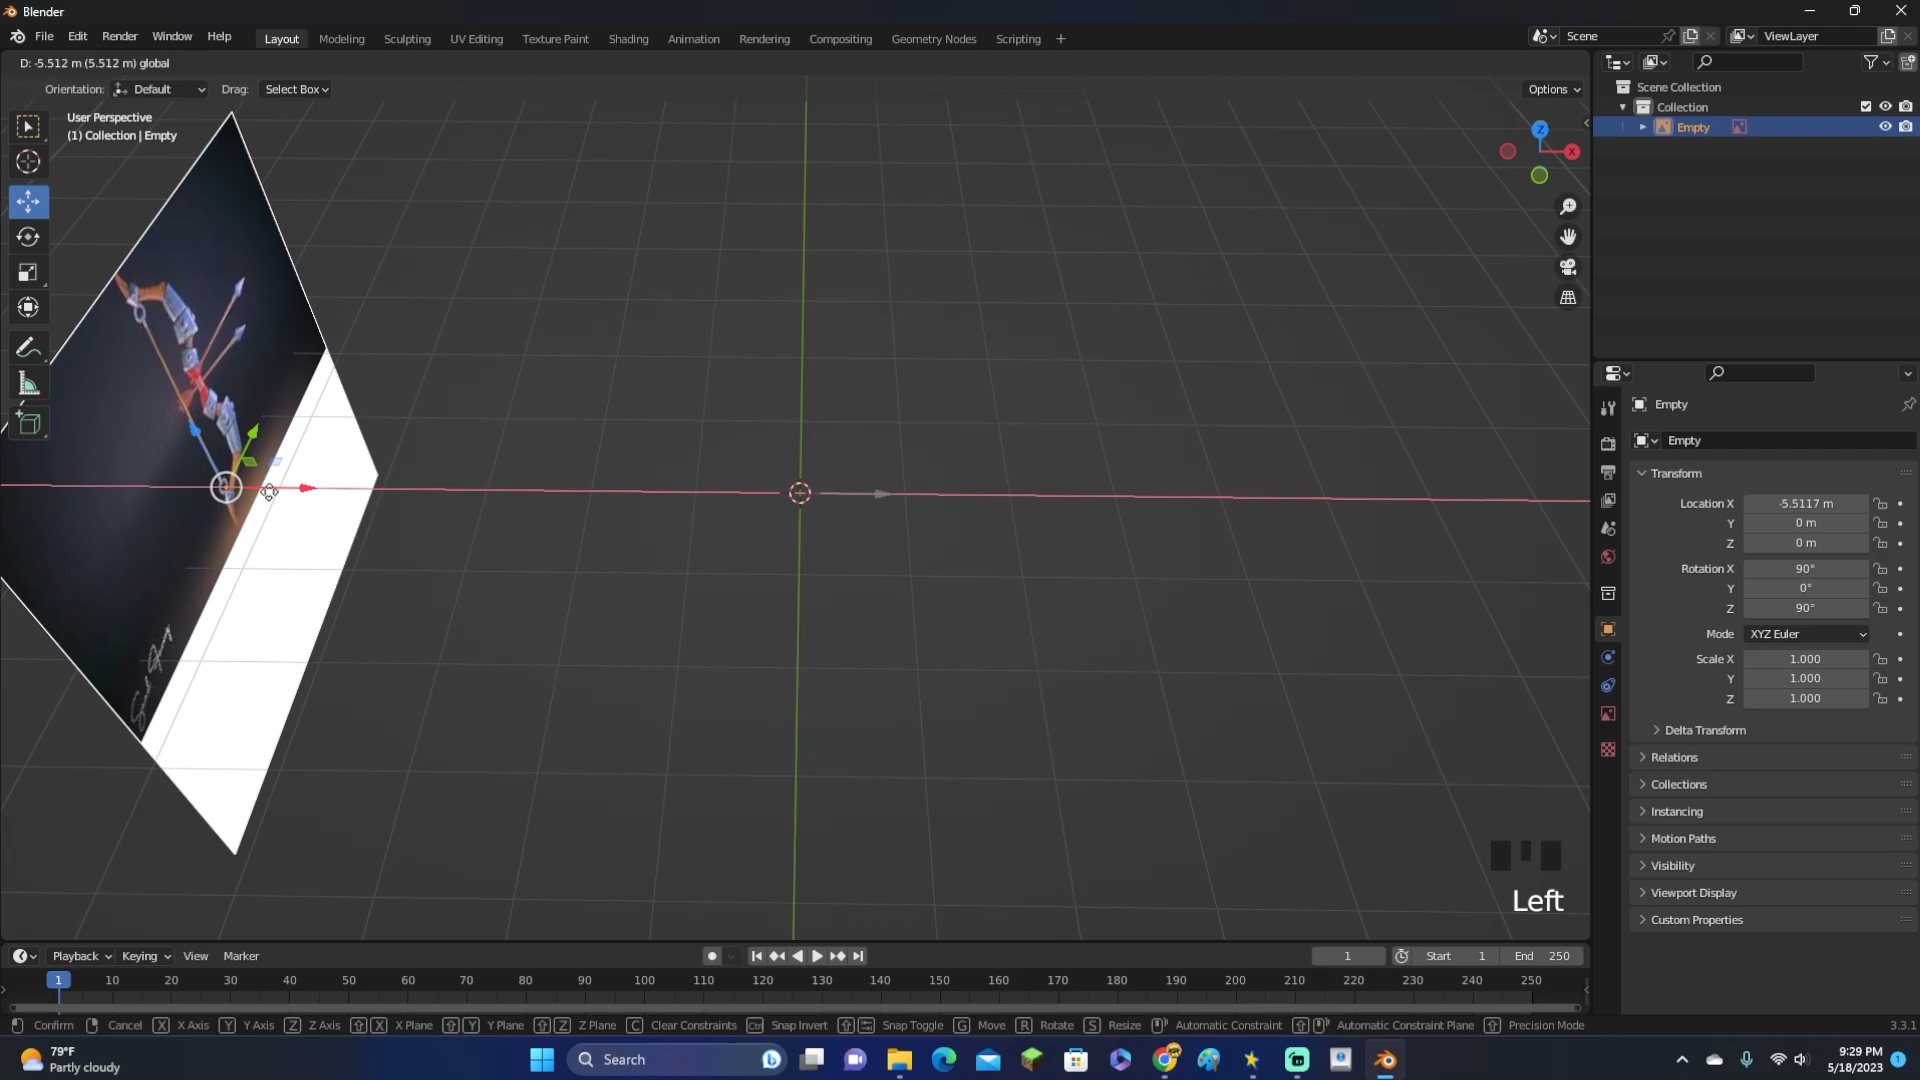 Blender
File Edit Render Window Help
Layout Modeling Sculpting UV Editing Texture Paint Shading Animation Rendering Compositing Geometry Nodes Scripting +
Scene
ViewLayer
D: -5.512 m (5.512 m) global
Orientation: Default Drag: Select Box
Options
User Perspective
(1) Collection | Empty
Z
X
Scene Collection
Collection
Empty
Empty
Empty
Transform
Location X -5.5117 m
Y 0 m
Z 0 m
Rotation X 90°
Y 0°
Z 90°
Mode XYZ Euler
Scale X 1.000
Y 1.000
Z 1.000
Delta Transform
Relations
Collections
Instancing
Motion Paths
Visibility
Viewport Display
Custom Properties
Left
Playback Keying View Marker
1
Start 1
End 250
1 10 20 30 40 50 60 70 80 90 100 110 120 130 140 150 160 170 180 190 200 210 220 230 240 250
Confirm Cancel X X Axis Y Y Axis Z Z Axis X X Plane Y Y Plane Z Z Plane C Clear Constraints Ctrl Snap Invert Snap Toggle G Move R Rotate S Resize Automatic Constraint Automatic Constraint Plane Precision Mode
3.3.1
79°F
Partly cloudy
Search
9:29 PM
5/18/2023
1